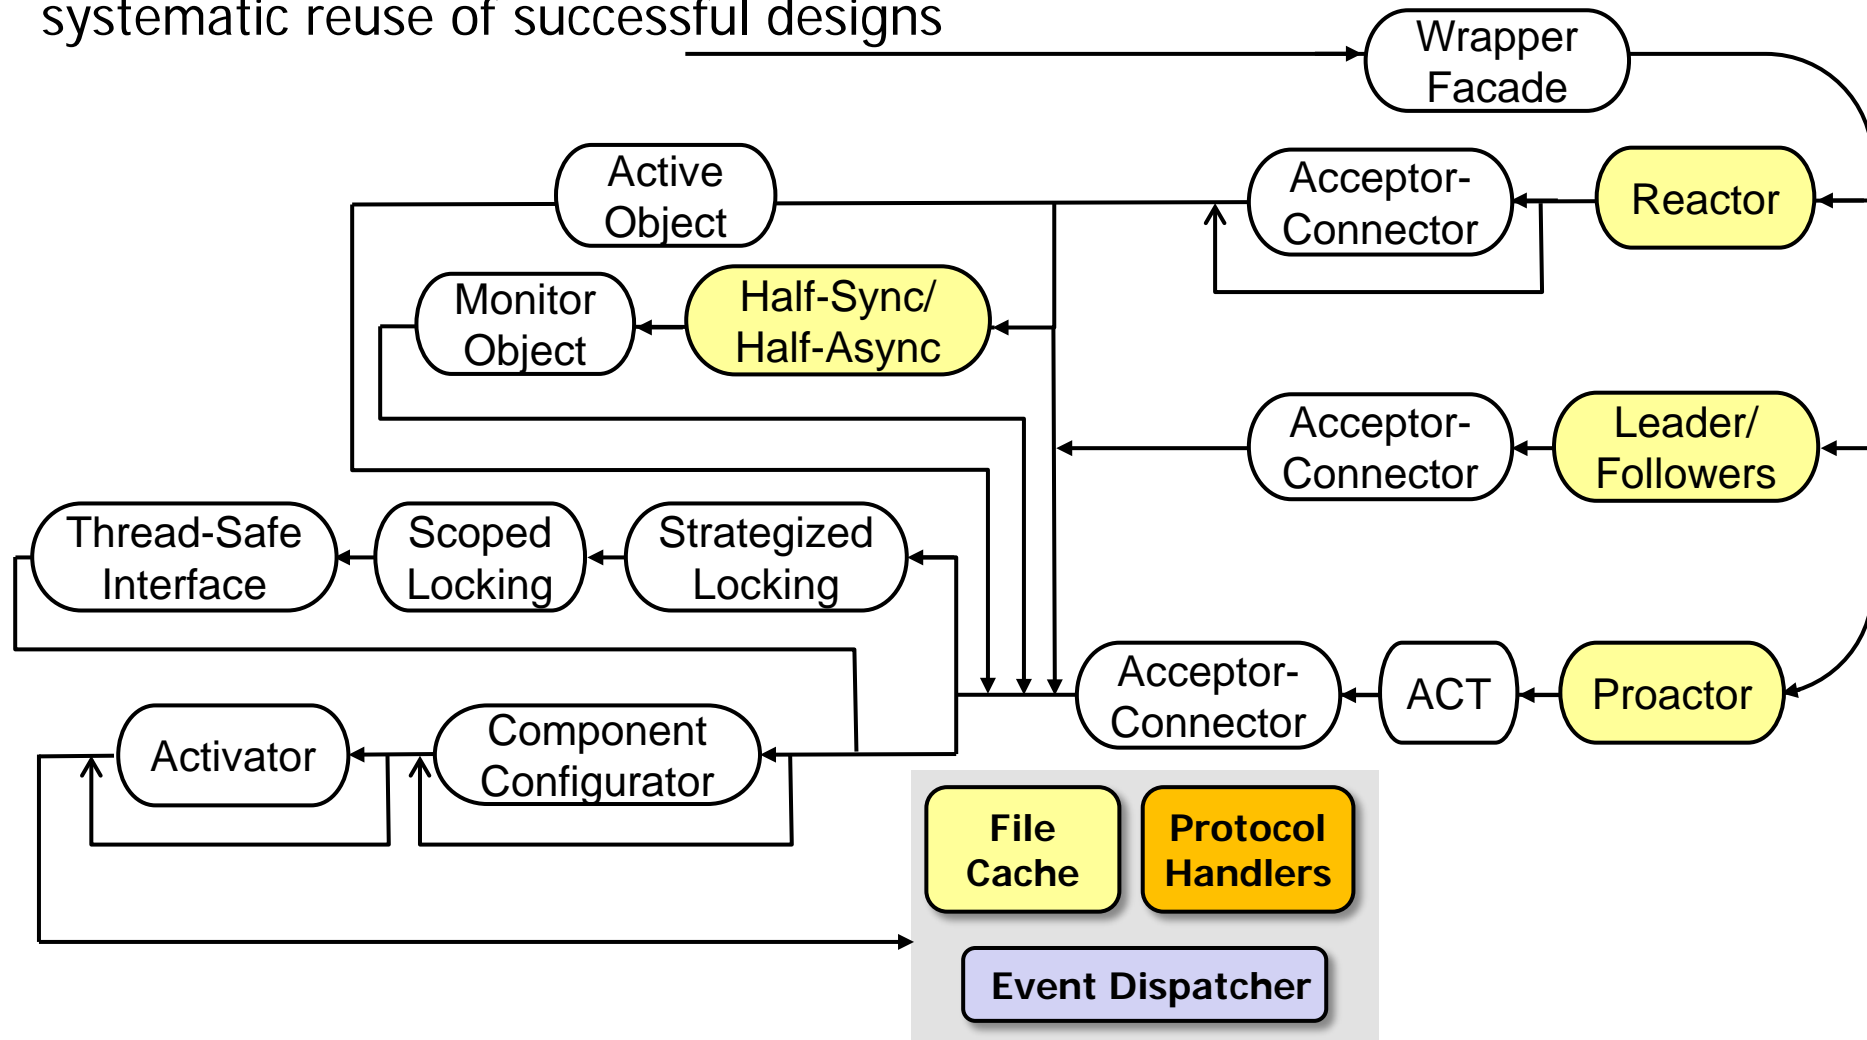 systematic reuse of successful designs
Wrapper
Facade
Active
Object
Acceptor-
Connector
Reactor
Monitor
Object
Half-Sync/
Half-Async
Acceptor-
Connector
Leader/
Followers
Thread-Safe
Interface
Scoped
Locking
Strategized
Locking
Acceptor-
Connector
ACT
Proactor
Activator
Component
Configurator
File
Cache
Protocol
Handlers
Event Dispatcher